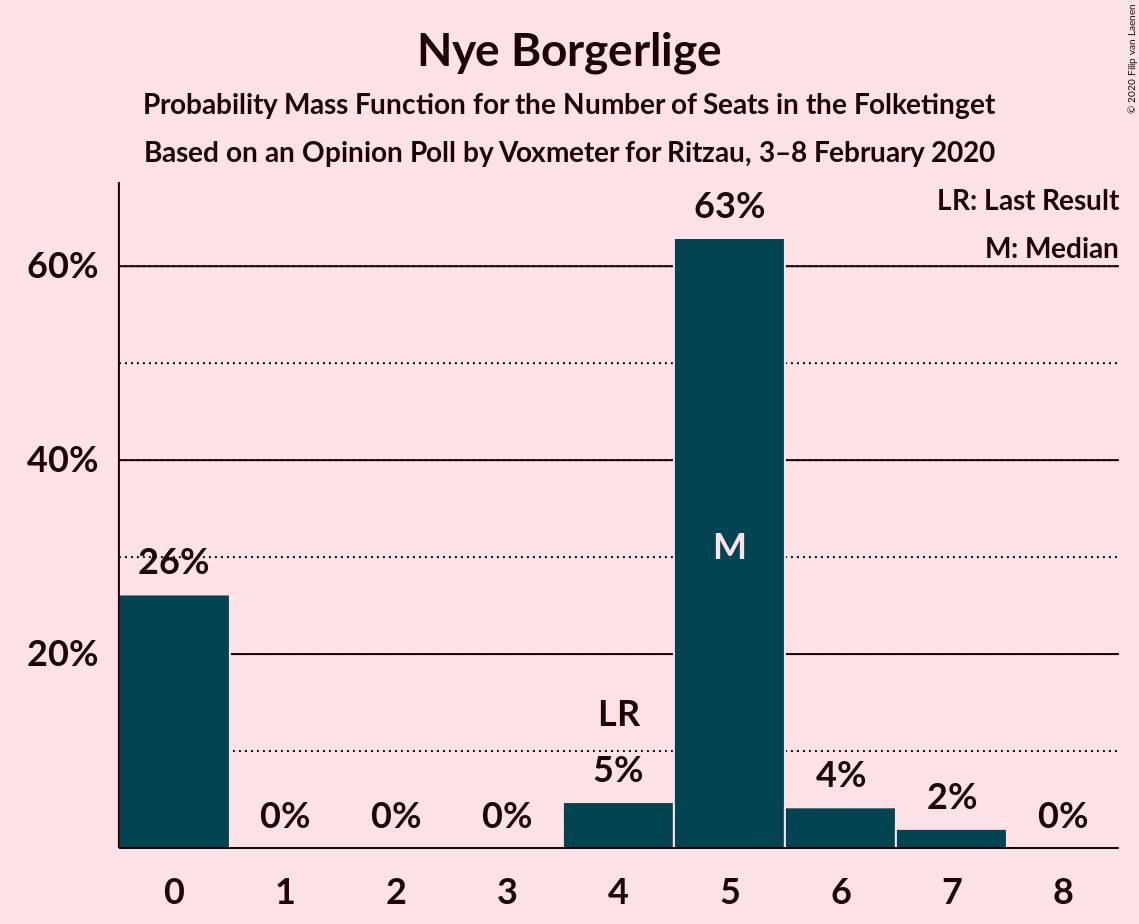 Nye Borgerlige
Probability Mass Function for the Number of Seats in the Folketinget
Based on an Opinion Poll by Voxmeter for Ritzau, 3–8 February 2020
© 2020 Filip van Laenen
LR: Last Result
M: Median
63%
60%
40%
M
26%
20%
LR
5%
4%
2%
0%
0%
0%
0%
0
1
2
3
4
5
6
7
8